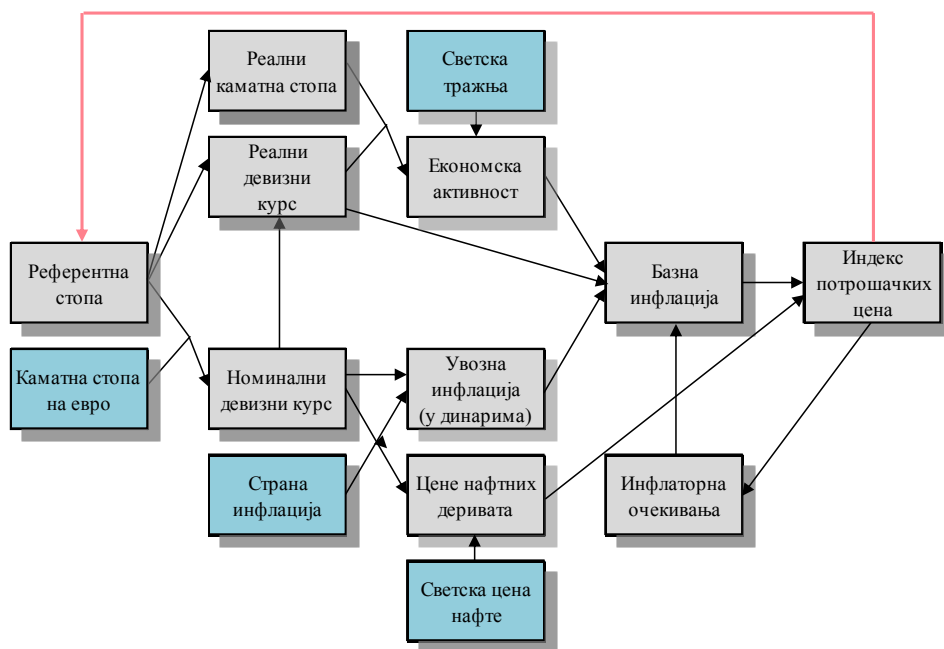 Реални
каматна стопа
Светска
тражња
Реални
девизни
курс
Економска
активност
Референтна
стопа
Базна
инфлација
Индекс
потрошачких
цена
Каматна стопа
на евро
Номинални
девизни курс
Увозна
инфлација
(у динарима)
Страна
инфлација
Цене нафтних
деривата
Инфлаторна
очекивања
Светска цена
нафте